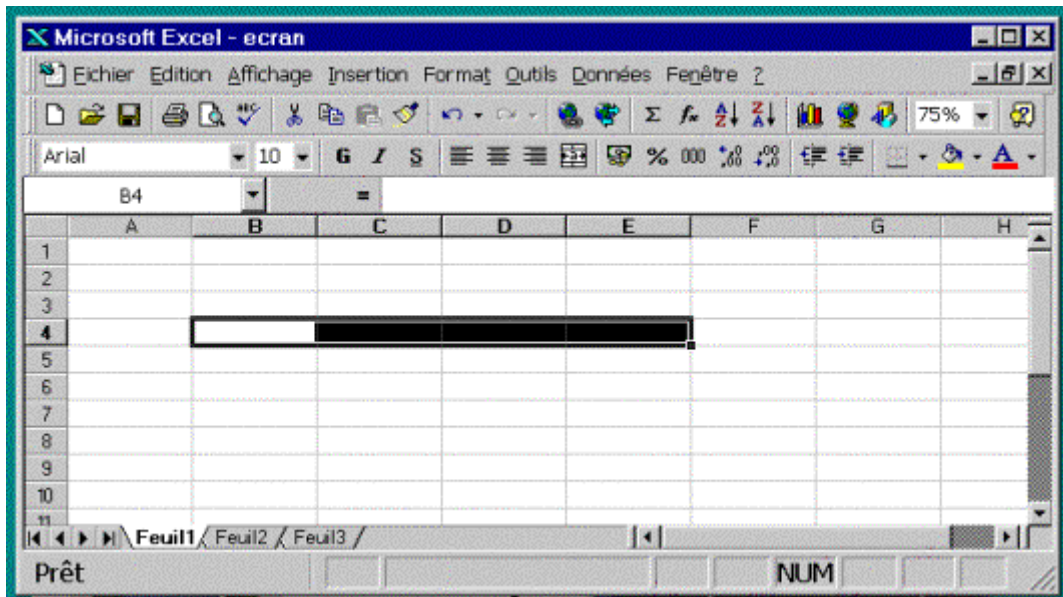 Microsoft Excel - ecran
Fichier Edition Affichage Insertion Format Outils Données Fenêtre ?
75%
Arial 10 G I S % 000
B4 =
A B C D E F G H
1
2
3
4
5
6
7
8
9
10
11
Feuil1 Feuil2 Feuil3
Prêt NUM